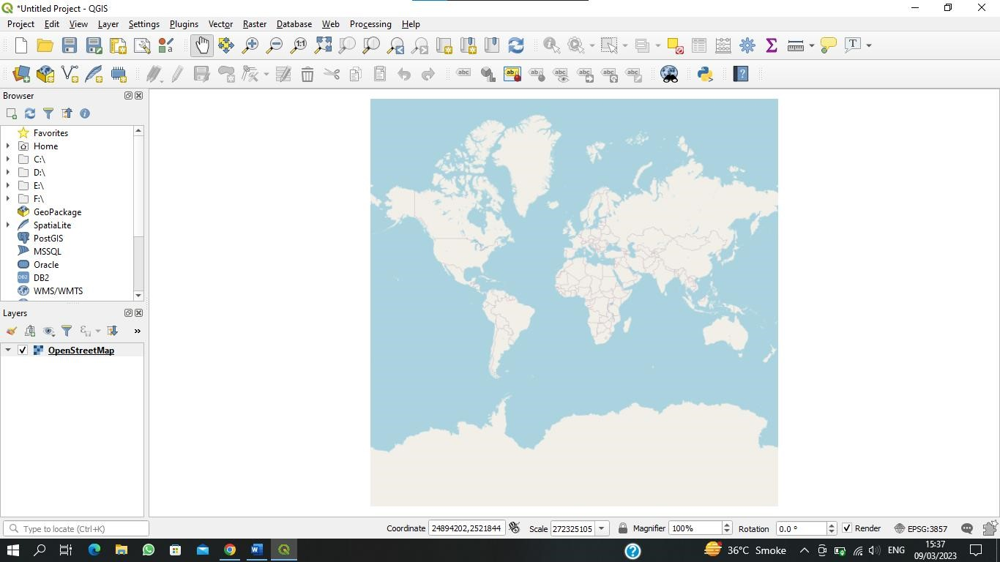 *Untitled Project - QGIS
Project Edit View Layer Settings Plugins Vector Raster Database Web Processing Help
Browser
Favorites
Home
C:\
D:\
E:\
F:\
GeoPackage
SpatiaLite
PostGIS
MSSQL
Oracle
DB2
WMS/WMTS
Layers
OpenStreetMap
Type to locate (Ctrl+K)
Coordinate 24894202,2521844 Scale 272325105 Magnifier 100% Rotation 0.0 ° Render EPSG:3857
36°C Smoke ENG 15:37
09/03/2023